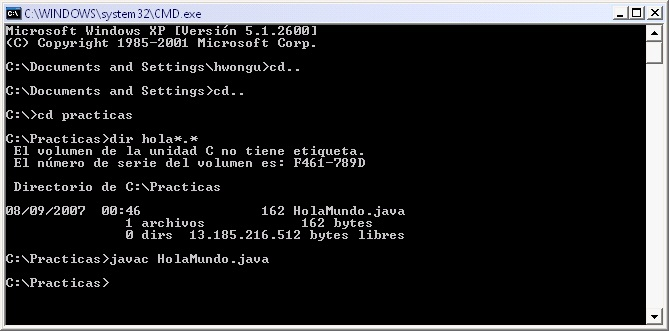 C:\WINDOWS\system32\CMD.exe
Microsoft Windows XP [Versión 5.1.2600]
(C) Copyright 1985-2001 Microsoft Corp.
C:\Documents and Settings\hwongu>cd..
C:\Documents and Settings>cd..
C:\>cd practicas
C:\Practicas>dir hola*.*
El volumen de la unidad C no tiene etiqueta.
El número de serie del volumen es: F461-789D
Directorio de C:\Practicas
08/09/2007  00:46                162 HolaMundo.java
1 archivos            162 bytes
0 dirs  13.185.216.512 bytes libres
C:\Practicas>javac HolaMundo.java
C:\Practicas>